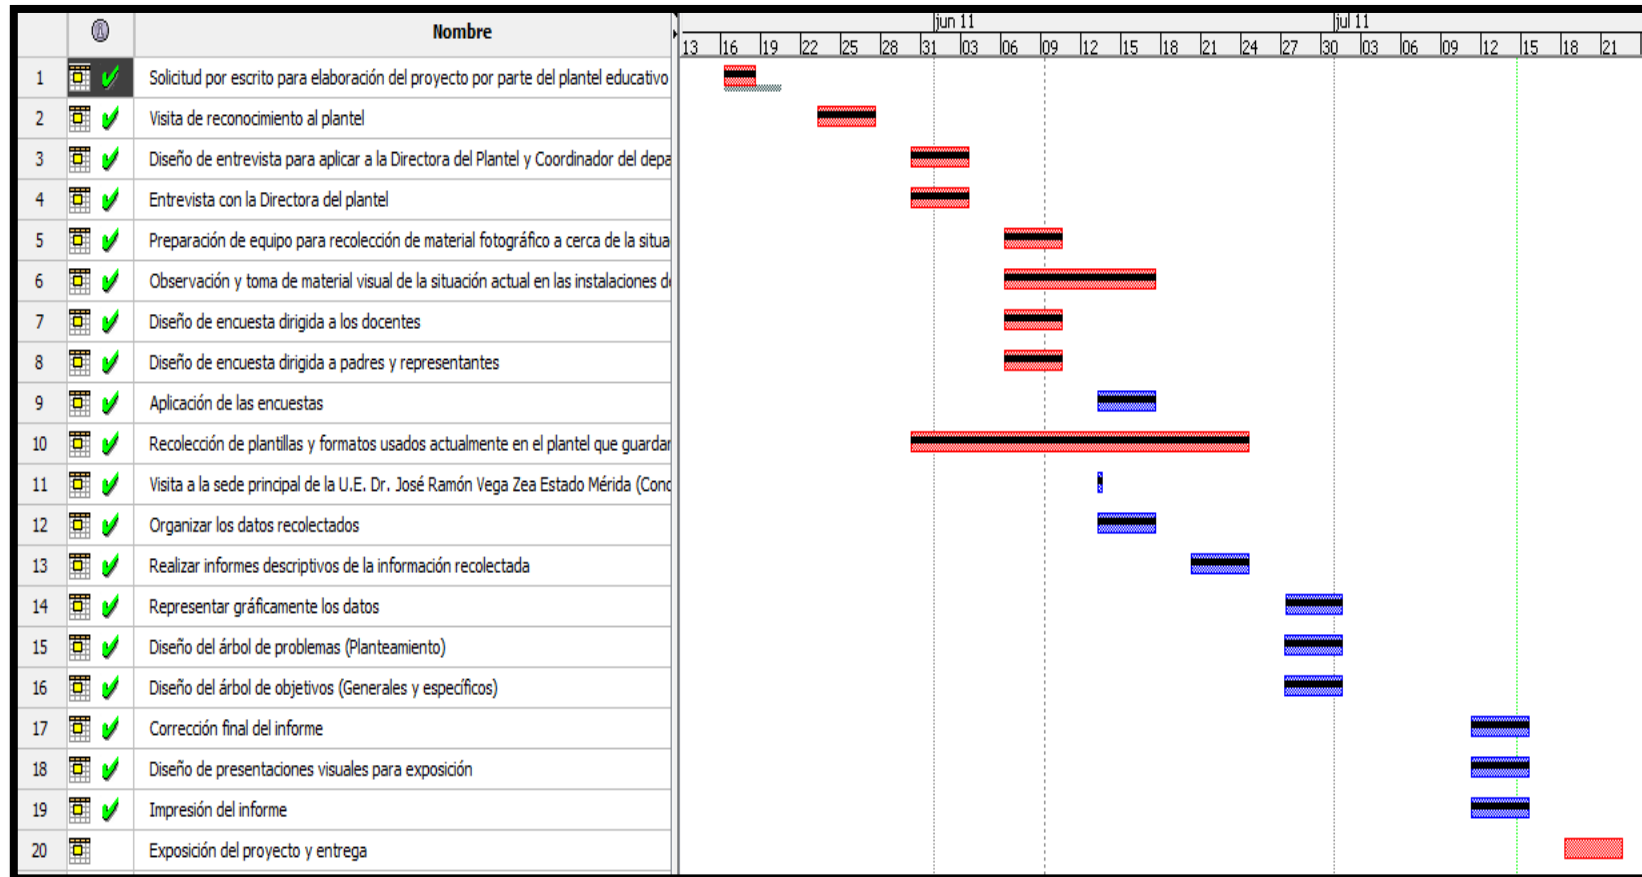 Nombre
jun 11 jul 11
13 16 19 22 25 28 31 03 06 09 12 15 18 21 24 27 30 03 06 09 12 15 18 21
1 Solicitud por escrito para elaboración del proyecto por parte del plantel educativo
2 Visita de reconocimiento al plantel
3 Diseño de entrevista para aplicar a la Directora del Plantel y Coordinador del depa
4 Entrevista con la Directora del plantel
5 Preparación de equipo para recolección de material fotográfico a cerca de la situa
6 Observación y toma de material visual de la situación actual en las instalaciones d
7 Diseño de encuesta dirigida a los docentes
8 Diseño de encuesta dirigida a padres y representantes
9 Aplicación de las encuestas
10 Recolección de plantillas y formatos usados actualmente en el plantel que guardar
11 Visita a la sede principal de la U.E. Dr. José Ramón Vega Zea Estado Mérida (Cond
12 Organizar los datos recolectados
13 Realizar informes descriptivos de la información recolectada
14 Representar gráficamente los datos
15 Diseño del árbol de problemas (Planteamiento)
16 Diseño del árbol de objetivos (Generales y específicos)
17 Corrección final del informe
18 Diseño de presentaciones visuales para exposición
19 Impresión del informe
20 Exposición del proyecto y entrega